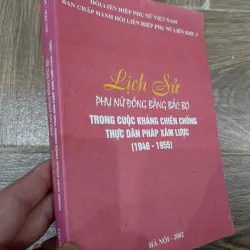 HỘI LIÊN HIỆP PHỤ NỮ VIỆT NAM
BAN CHẤP HÀNH HỘI LIÊN HIỆP PHỤ NỮ LIÊN KHU 3
Lịch Sử
PHỤ NỮ ĐỒNG BẰNG BẮC BỘ
TRONG CUỘC KHÁNG CHIẾN CHỐNG
THỰC DÂN PHÁP XÂM LƯỢC
(1946 - 1955)
HÀ NỘI - 2002